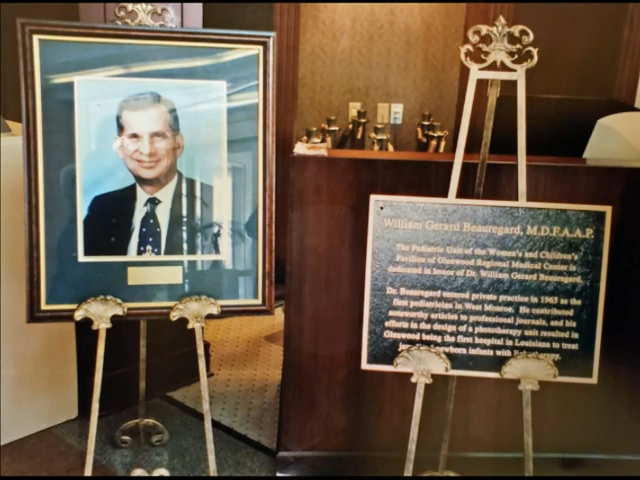 William Gerard Beauregard, M.D.F.A.A.P.
The Pediatric Unit of the Women's and Children's
Pavilion of Glenwood Regional Medical Center is
dedicated in honor of Dr. William Gerard Beauregard.
Dr. Beauregard entered private practice in 1965 as the
first pediatrician in West Monroe. He contributed
noteworthy articles to professional journals, and his
efforts in the design of a phototherapy unit resulted in
Glenwood being the first hospital in Louisiana to treat
newborn infants with